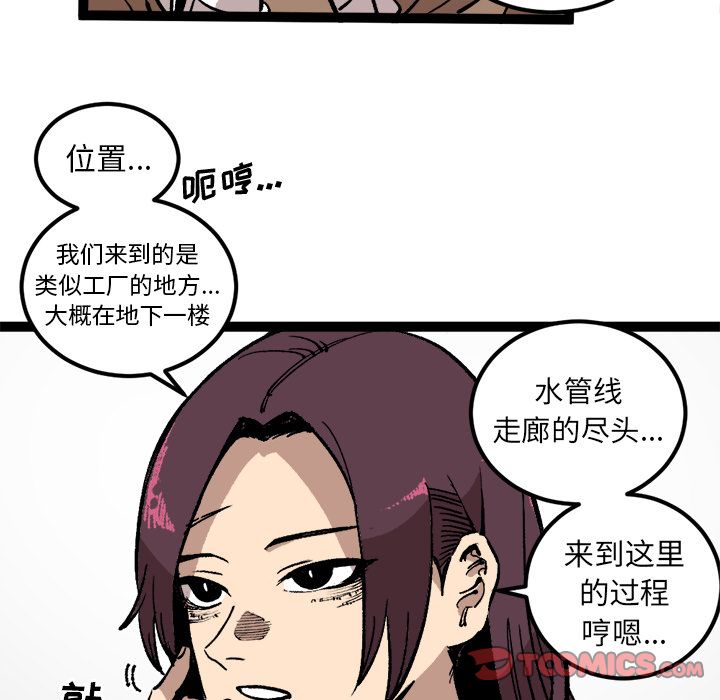 位置...
呃哼...
我们来到的是
类似工厂的地方...
大概在地下一楼
水管线
走廊的尽头...
来到这里
的过程
哼嗯...
敲
TOOMICS.COM